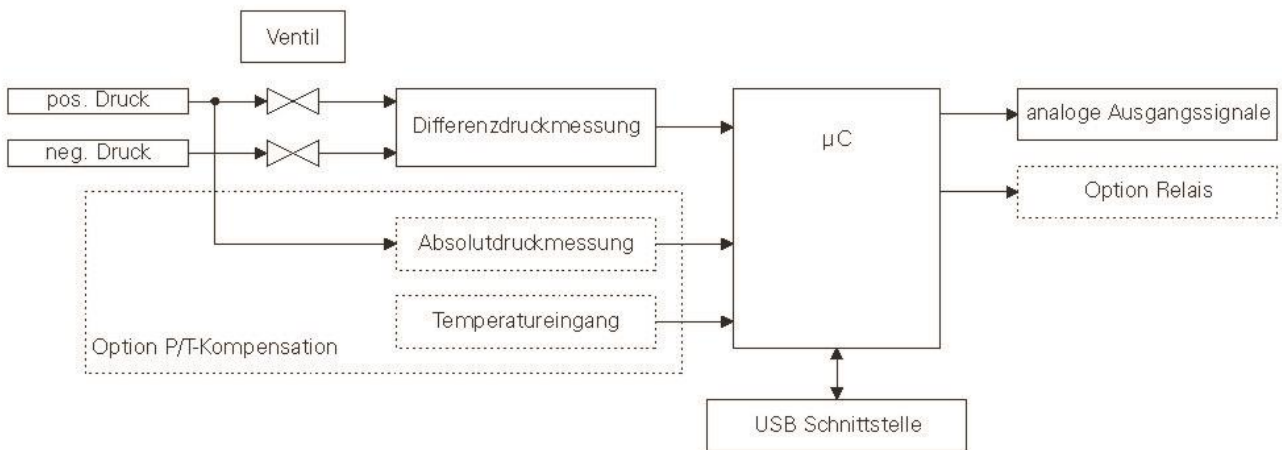 Ventil
pos. Druck
neg. Druck
Differenzdruckmessung
µC
analoge Ausgangssignale
Option Relais
Absolutdruckmessung
Temperatureingang
Option P/T-Kompensation
USB Schnittstelle